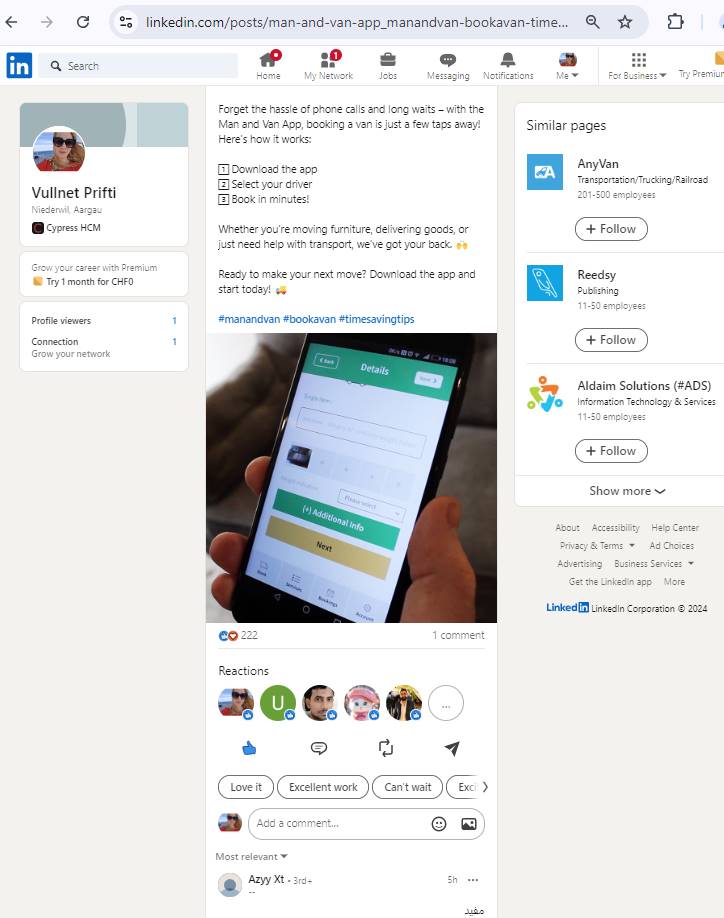 linkedin.com/posts/man-and-van-app_manandvan-bookavan-time...
in
Search
Home
1
My Network
Jobs
Messaging
Notifications
Me
For Business
Try Premium
Vullnet Prifti
Niederwil, Aargau
Cypress HCM
Grow your career with Premium
Try 1 month for CHF0
Profile viewers 1
Connection 1
Grow your network
Forget the hassle of phone calls and long waits – with the
Man and Van App, booking a van is just a few taps away!
Here's how it works:
1 Download the app
2 Select your driver
3 Book in minutes!
Whether you're moving furniture, delivering goods, or
just need help with transport, we've got your back. 🙌
Ready to make your next move? Download the app and
start today! 🚚
#manandvan #bookavan #timesavingtips
18:08
Back
Details
Next
Please select
(+) Additional Info
Next
Book
Services
Bookings
Account
222
1 comment
Reactions
U
...
Love it
Excellent work
Can't wait
Exci
Add a comment...
Most relevant
Azyy Xt • 3rd+
5h
--
مفيد
Similar pages
AnyVan
Transportation/Trucking/Railroad
201-500 employees
+ Follow
Reedsy
Publishing
11-50 employees
+ Follow
Aldaim Solutions (#ADS)
Information Technology & Services
11-50 employees
+ Follow
Show more
About Accessibility Help Center
Privacy & Terms Ad Choices
Advertising Business Services
Get the LinkedIn app More
LinkedIn LinkedIn Corporation © 2024